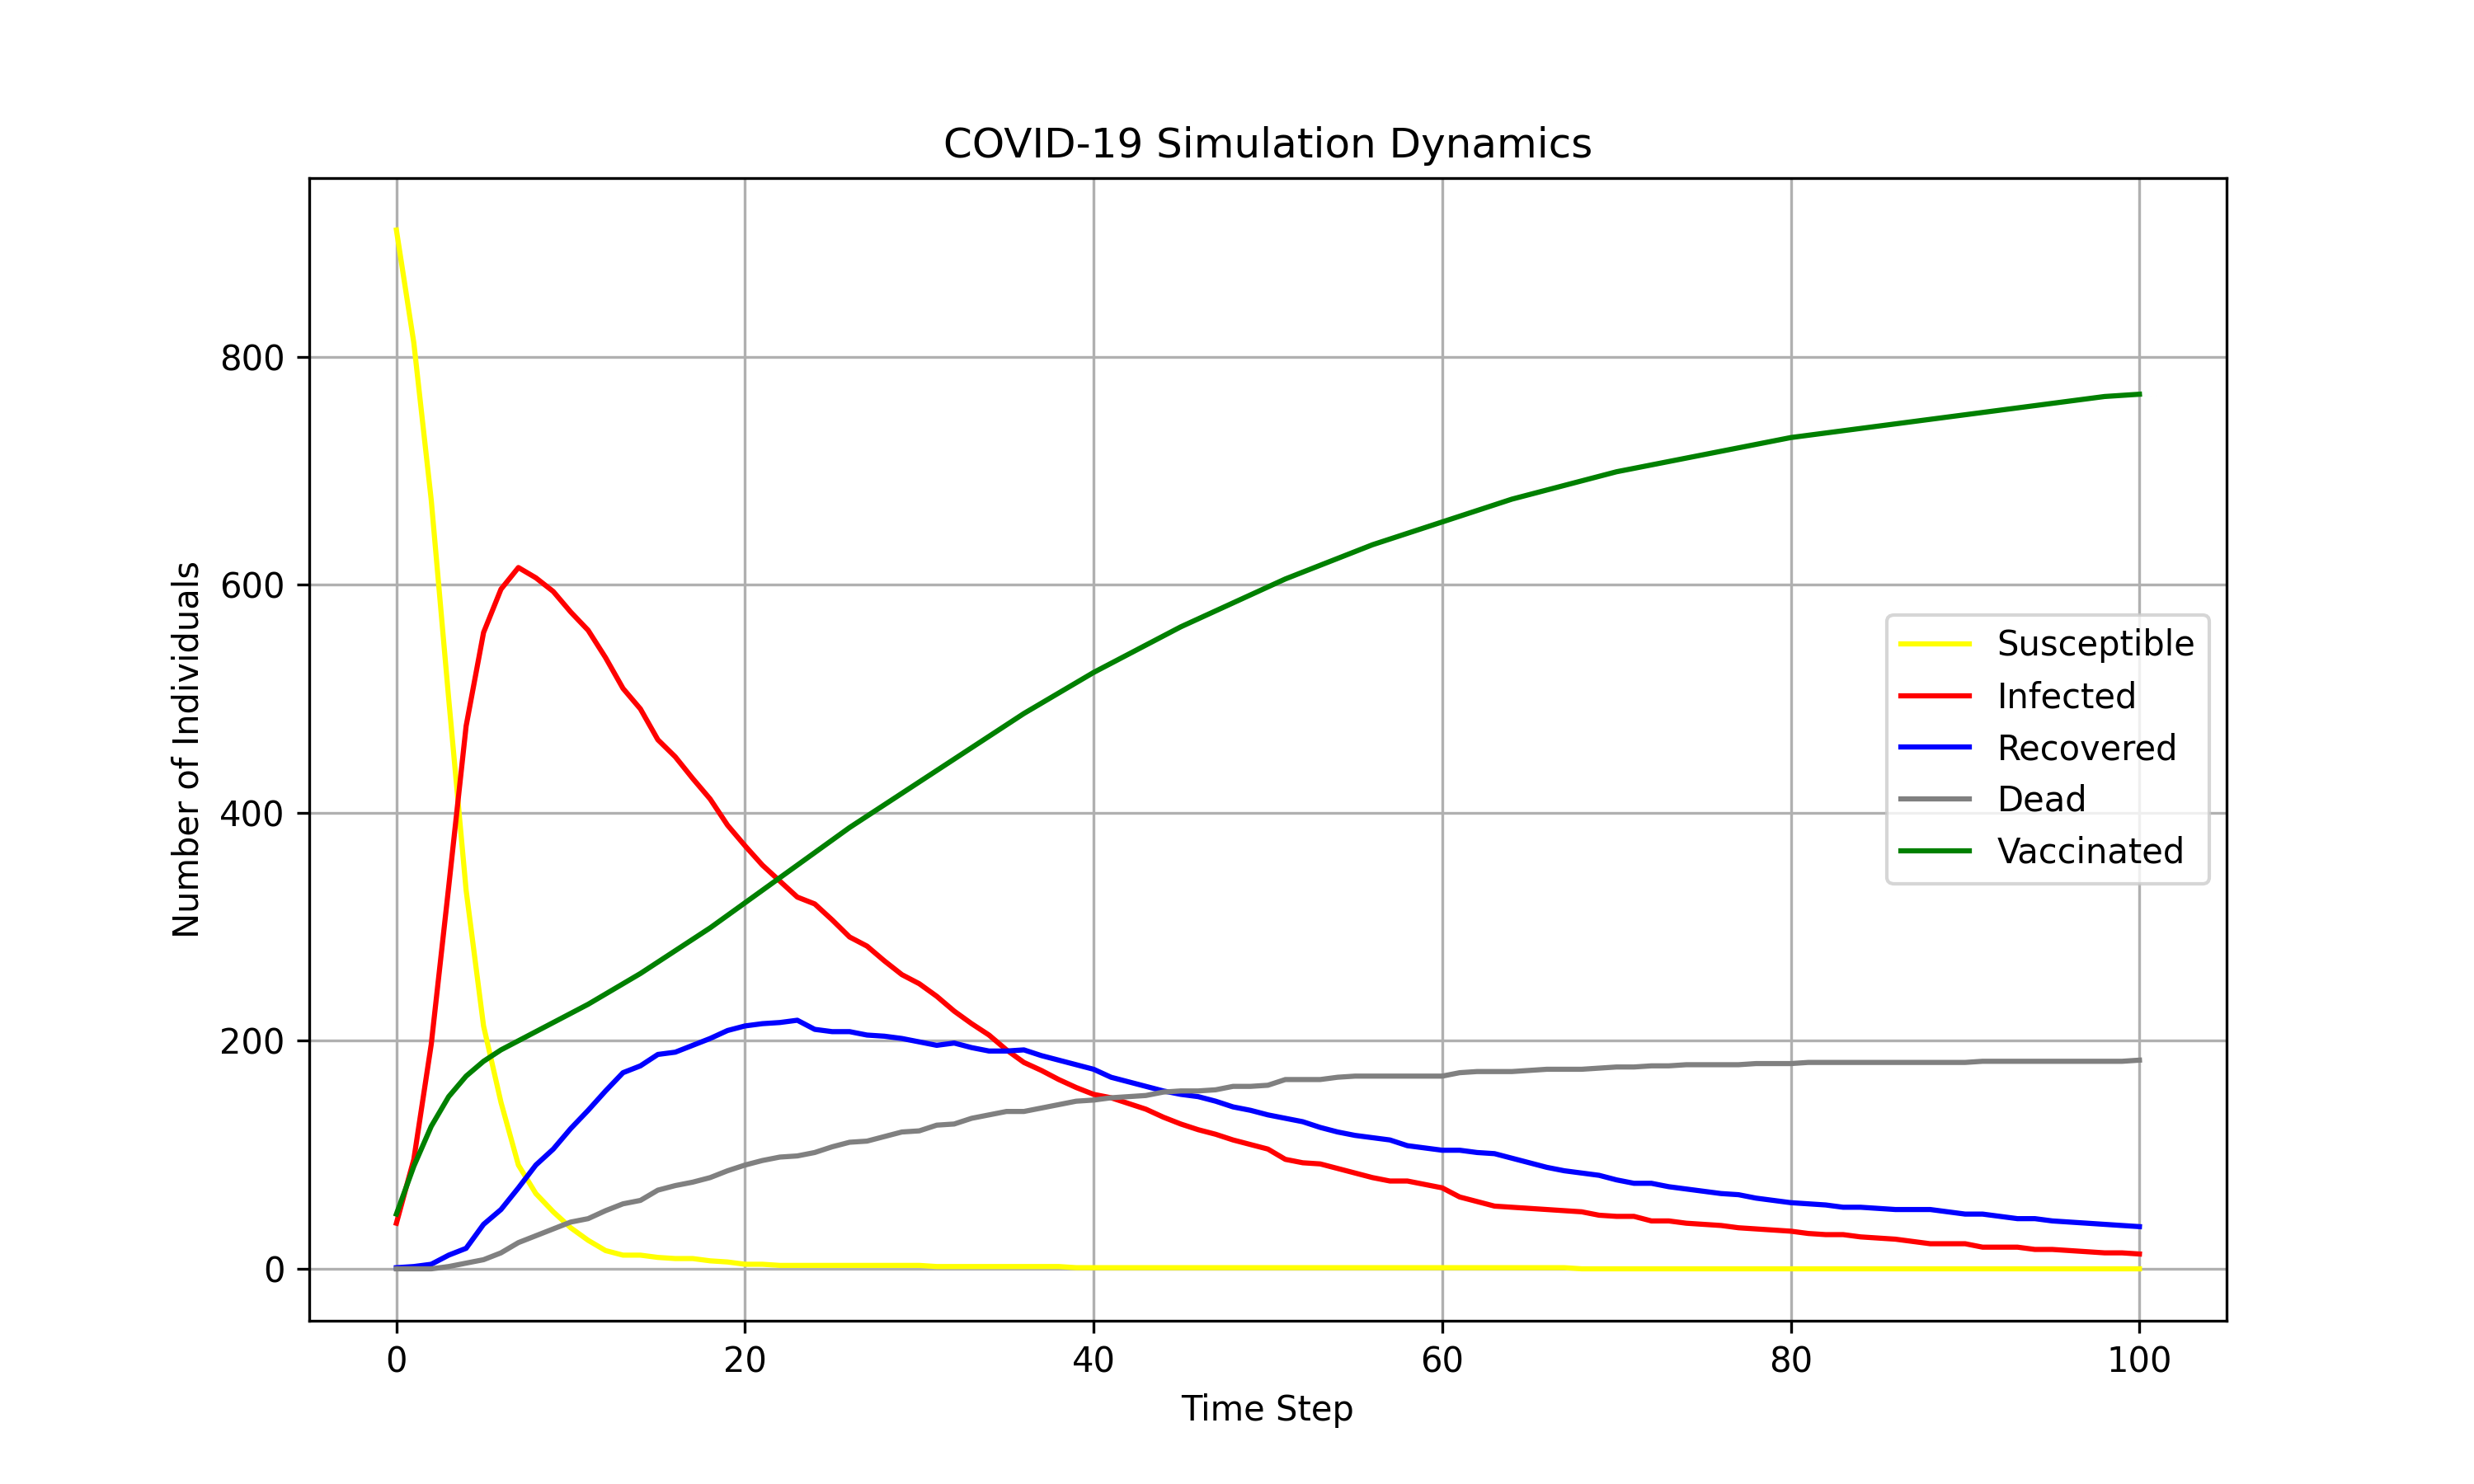 COVID-19 Simulation Dynamics
Number of Individuals
800
600
400
200
0
Susceptible
Infected
Recovered
Dead
Vaccinated
0 20 40 60 80 100
Time Step